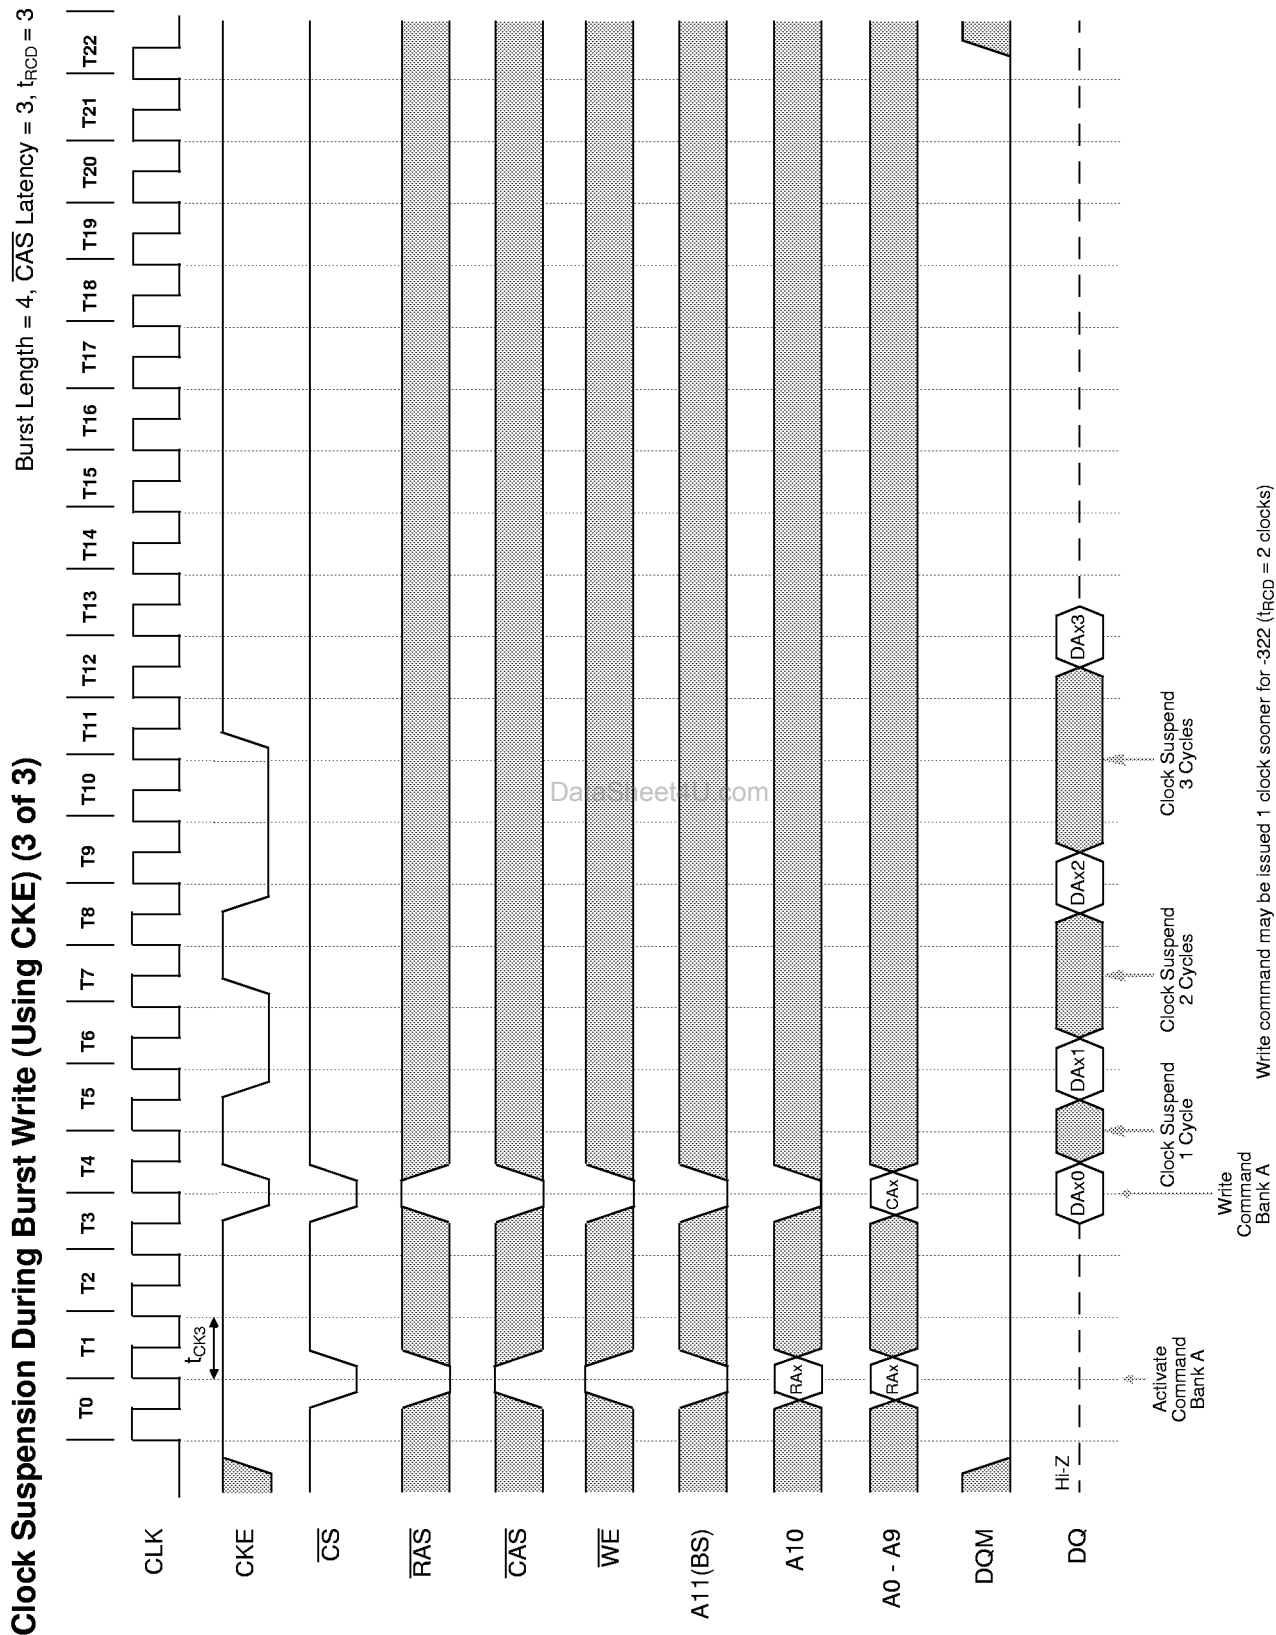 Clock Suspension During Burst Write (Using CKE) (3 of 3)
Burst Length = 4, CAS Latency = 3, tRCD = 3
T0 T1 T2 T3 T4 T5 T6 T7 T8 T9 T10 T11 T12 T13 T14 T15 T16 T17 T18 T19 T20 T21 T22
CLK
tCK3
CKE
CS
RAS
CAS
WE
A11(BS)
A10
RAx
A0 - A9
RAx
CAx
DQM
DQ
Hi-Z
DAx0
DAx1
DAx2
DAx3
Activate
Command
Bank A
Write
Command
Bank A
Clock Suspend
1 Cycle
Clock Suspend
2 Cycles
Clock Suspend
3 Cycles
Write command may be issued 1 clock sooner for -322 (tRCD = 2 clocks)
DataSheet4U.com